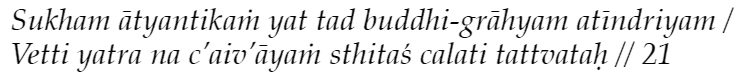 Sukham ātyantikaṁ yat tad buddhi-grāhyam atīndriyam /
Vetti yatra na c’aiv’āyaṁ sthitaś calati tattvataḥ // 21